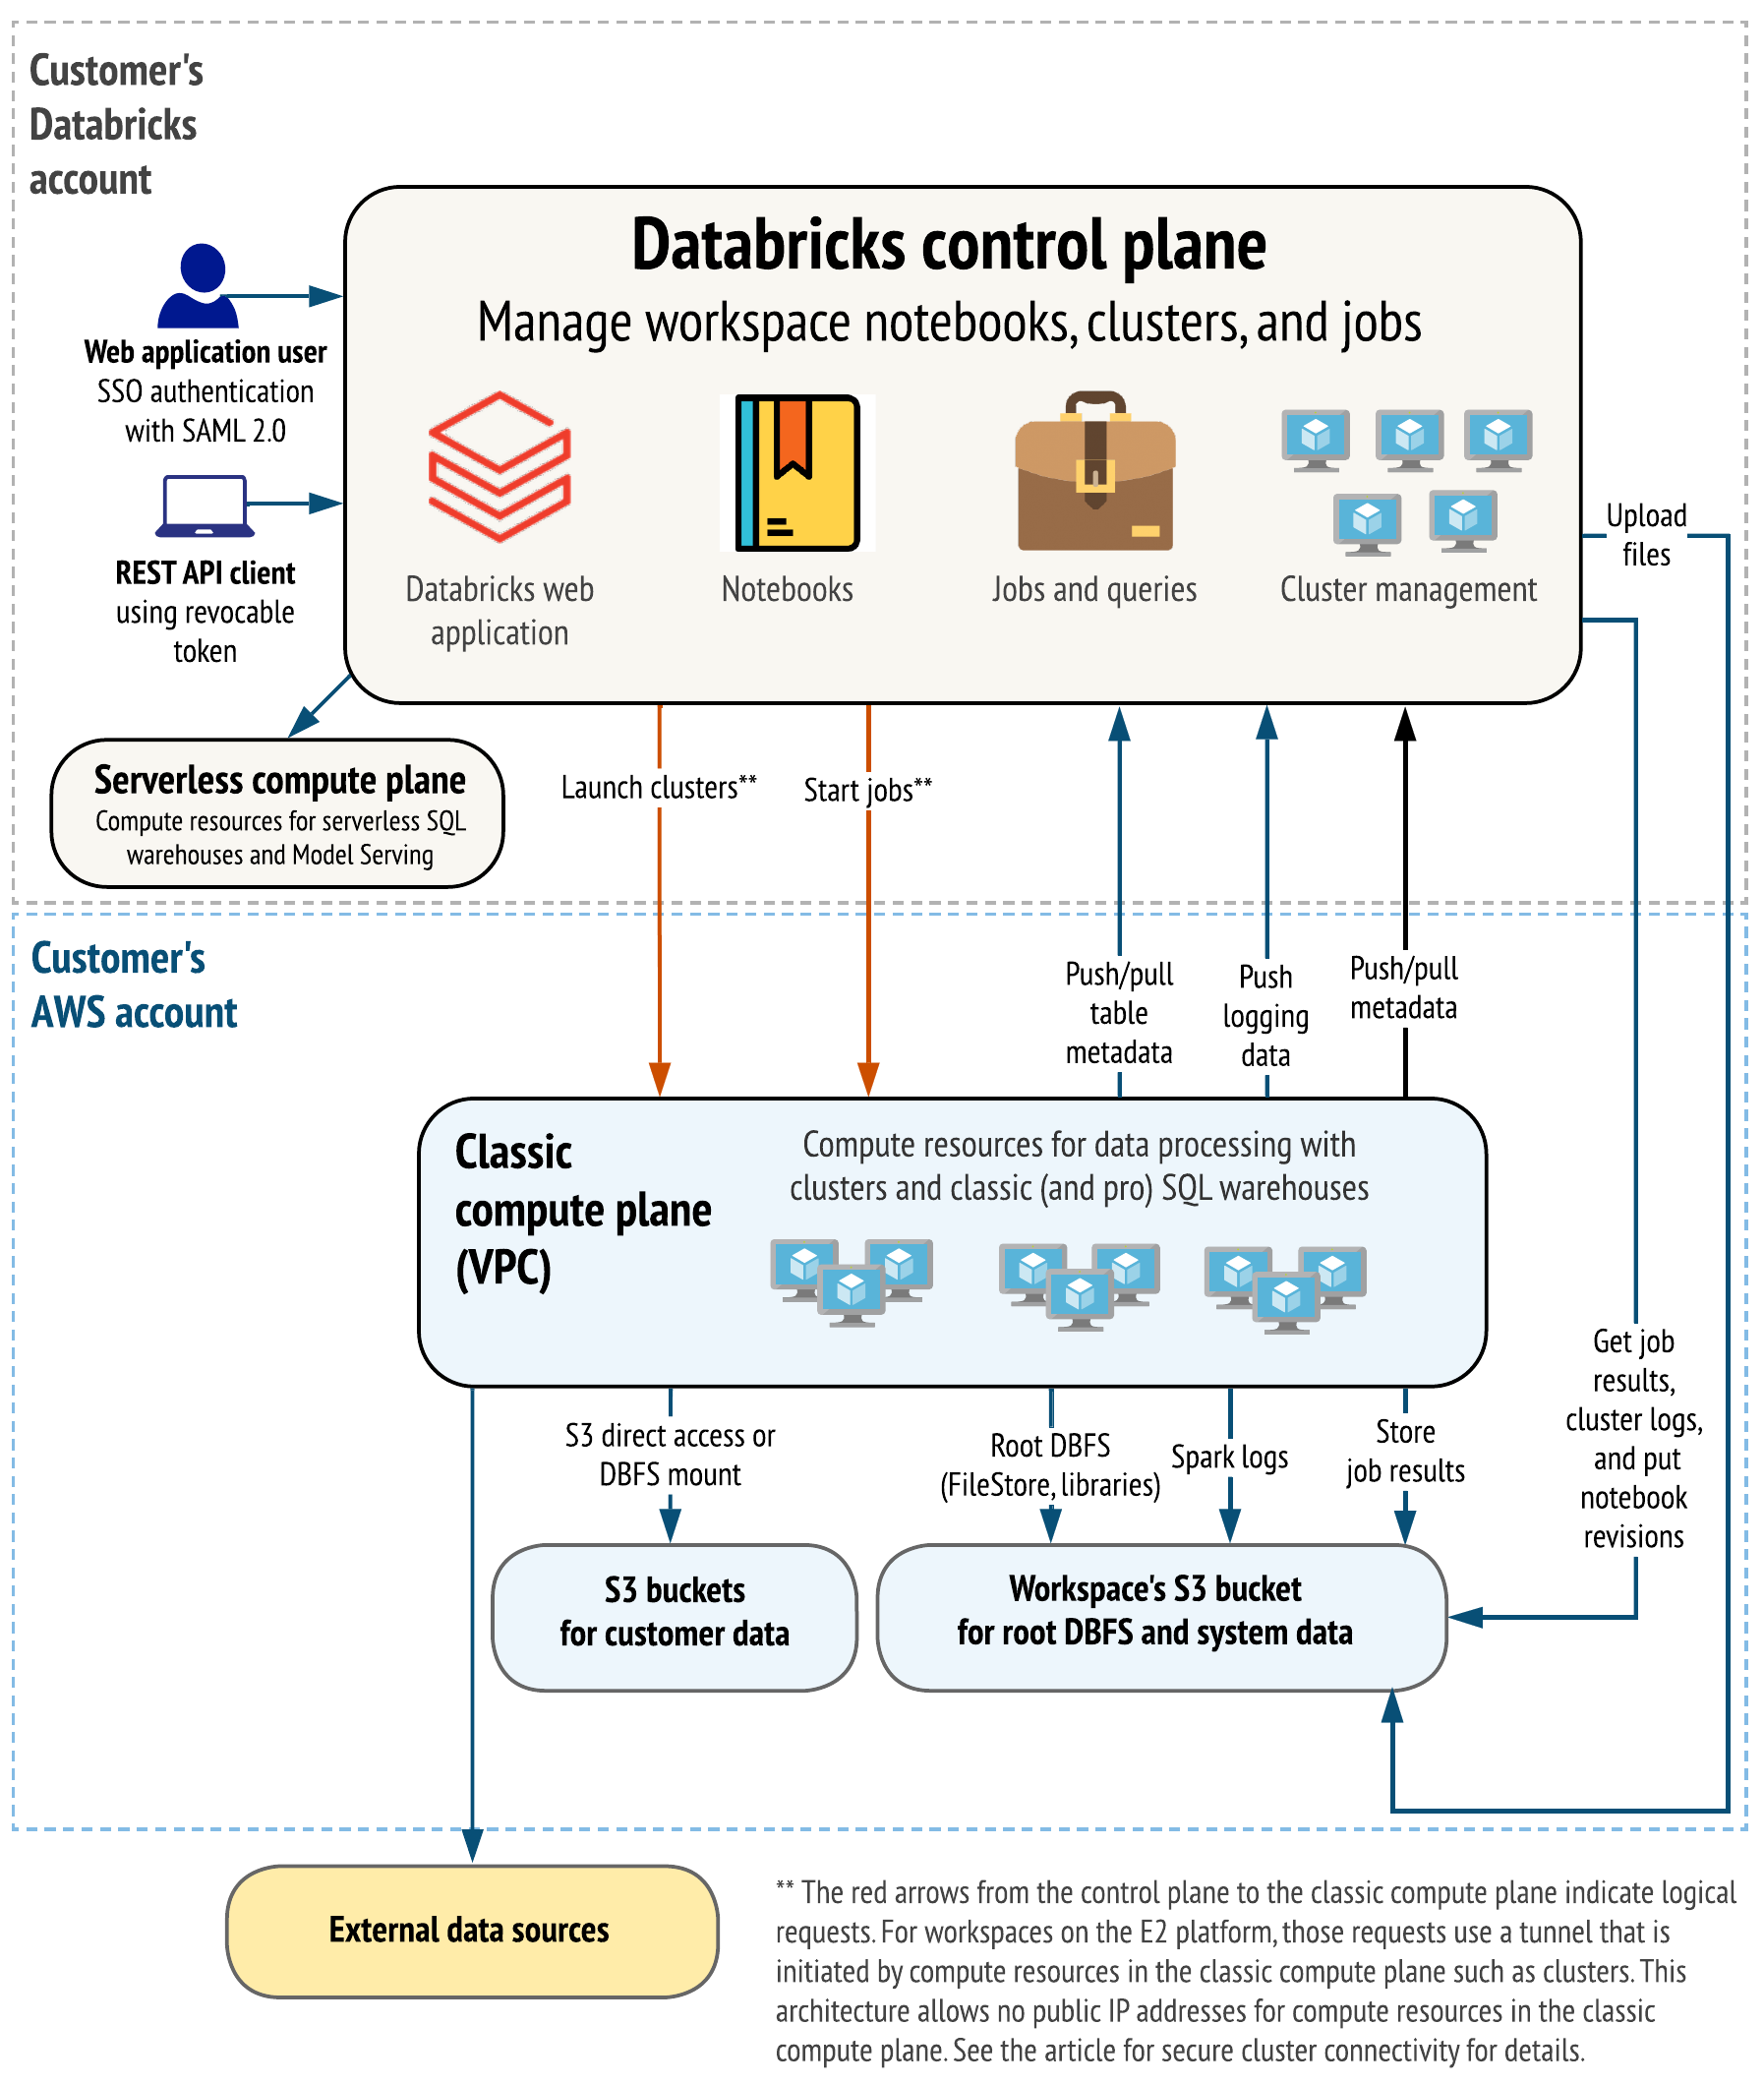 Customer's
Databricks
account
Databricks control plane
Manage workspace notebooks, clusters, and jobs
Web application user
SSO authentication
with SAML 2.0
REST API client
using revocable
token
Databricks web
application
Notebooks
Jobs and queries
Cluster management
Upload
files
Serverless compute plane
Compute resources for serverless SQL
warehouses and Model Serving
Launch clusters**
Start jobs**
Customer's
AWS account
Push/pull
table
metadata
Push
logging
data
Push/pull
metadata
Classic
compute plane
(VPC)
Compute resources for data processing with
clusters and classic (and pro) SQL warehouses
Get job
results,
cluster logs,
and put
notebook
revisions
S3 direct access or
DBFS mount
Root DBFS
(FileStore, libraries)
Spark logs
Store
job results
S3 buckets
for customer data
Workspace's S3 bucket
for root DBFS and system data
External data sources
** The red arrows from the control plane to the classic compute plane indicate logical
requests. For workspaces on the E2 platform, those requests use a tunnel that is
initiated by compute resources in the classic compute plane such as clusters. This
architecture allows no public IP addresses for compute resources in the classic
compute plane. See the article for secure cluster connectivity for details.